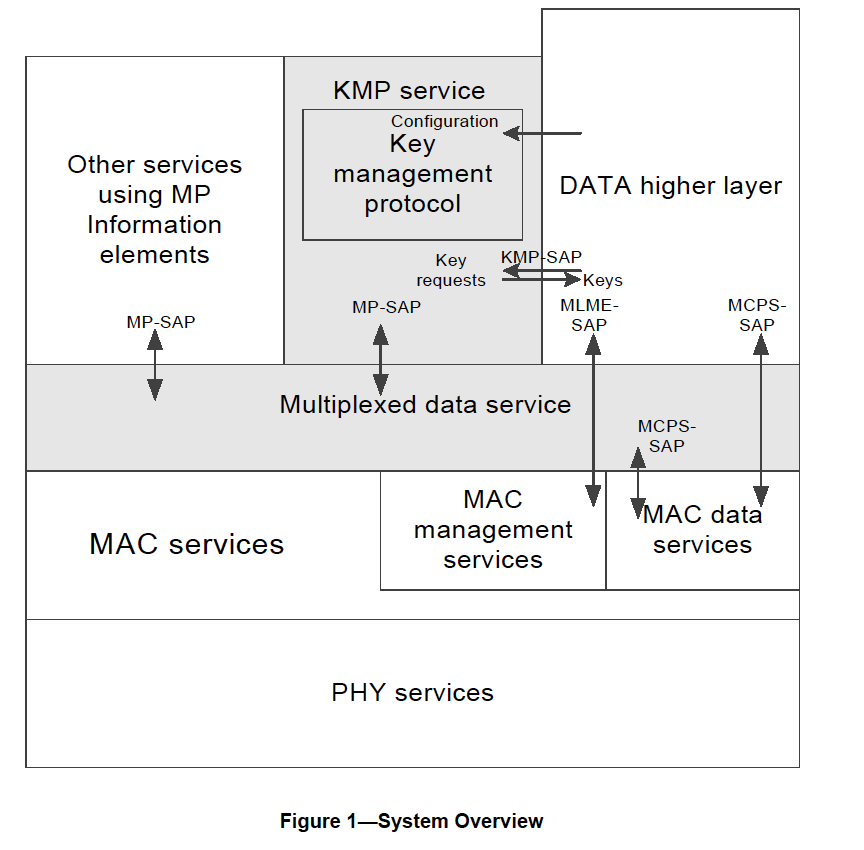 KMP service
Configuration
Key
management
protocol
Other services
using MP
Information
elements
DATA higher layer
Key
requests
KMP-SAP
Keys
MP-SAP
MP-SAP
MLME-
SAP
MCPS-
SAP
Multiplexed data service
MCPS-
SAP
MAC services
MAC
management
services
MAC data
services
PHY services
Figure 1—System Overview